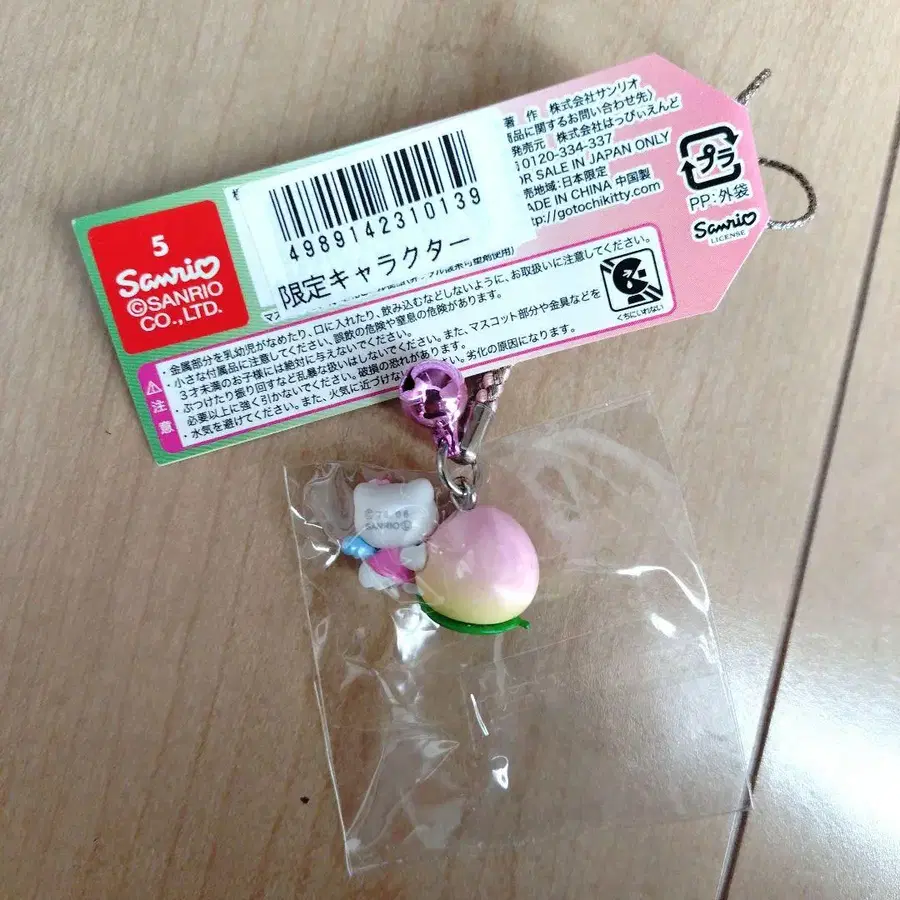 5
Sanrio
©SANRIO
CO.,LTD.
4989142310139
限定キャラクター
著 作 株式会社サンリオ
商品に関するお問い合わせ先〉
発売元 株式会社はっぴぃえんど
0120-334-337
FOR SALE IN JAPAN ONLY
販売地域:日本限定
MADE IN CHINA 中国製
http://gotochikitty.com
プラ
PP:外袋
Sanrio
LICENSE
くちにいれない
注意
・金属部分を乳幼児がなめたり、口に入れたり、飲み込むなどしないように、お取扱いに注意してください。
・小さな付属品に注意してください。誤飲の危険や窒息の危険があります。
3才未満のお子様には絶対に与えないでください。
・ぶつけたり振り回すなど乱暴な扱いはしないでください。また、マスコット部分や金具などを
必要以上に強く引かないでください。破損の恐れがあります。
・水気を避けてください。また、火気に近づけない
ください。劣化の原因になります。
SANRIO